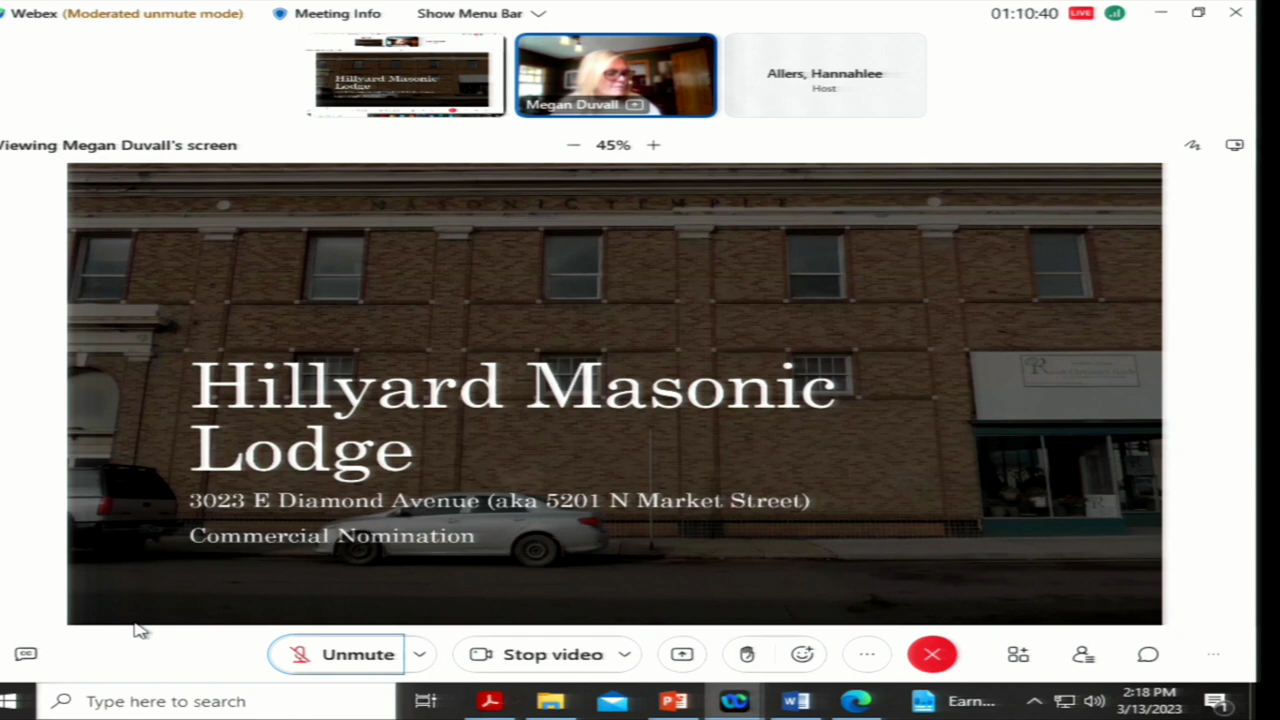 Webex (Moderated unmute mode)
Meeting Info
Show Menu Bar
01:10:40
LIVE
Hillyard Masonic
Lodge
Megan Duvall
Allers, Hannahlee
Host
Viewing Megan Duvall's screen
45%
MASONIC TEMPLE
Hillyard Masonic
Lodge
3023 E Diamond Avenue (aka 5201 N Market Street)
Commercial Nomination
CC
Unmute
Stop video
Type here to search
Earn...
2:18 PM
3/13/2023
1